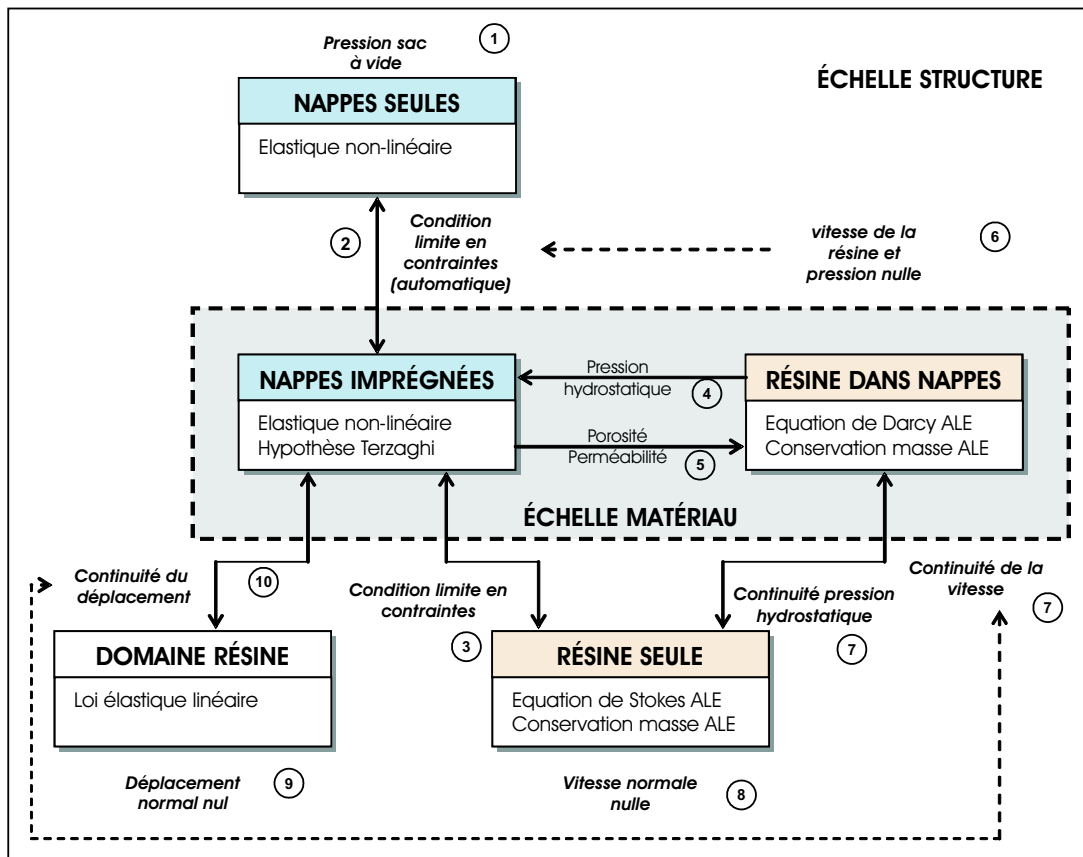 Pression sac
à vide
1
ÉCHELLE STRUCTURE
NAPPES SEULES
Elastique non-linéaire
2
Condition
limite en
contraintes
(automatique)
vitesse de la
résine et
pression nulle
6
NAPPES IMPRÉGNÉES
Elastique non-linéaire
Hypothèse Terzaghi
Pression
hydrostatique
4
Porosité
Perméabilité
5
RÉSINE DANS NAPPES
Equation de Darcy ALE
Conservation masse ALE
ÉCHELLE MATÉRIAU
Continuité du
déplacement
10
Condition limite en
contraintes
3
Continuité pression
hydrostatique
7
Continuité de la
vitesse
7
DOMAINE RÉSINE
Loi élastique linéaire
RÉSINE SEULE
Equation de Stokes ALE
Conservation masse ALE
Déplacement
normal nul
9
Vitesse normale
nulle
8